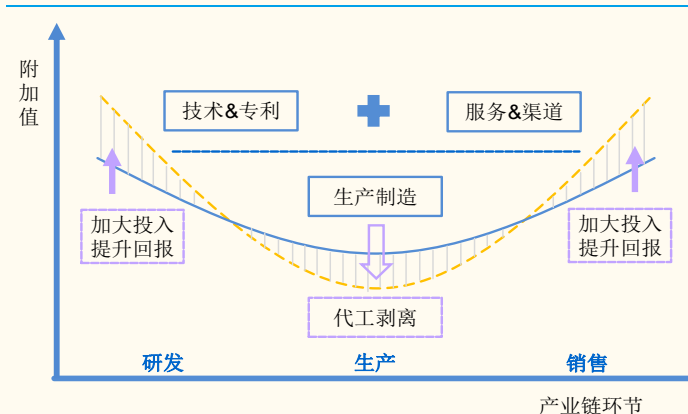 附加值
技术&专利
服务&渠道
生产制造
加大投入
提升回报
加大投入
提升回报
代工剥离
研发
生产
销售
产业链环节